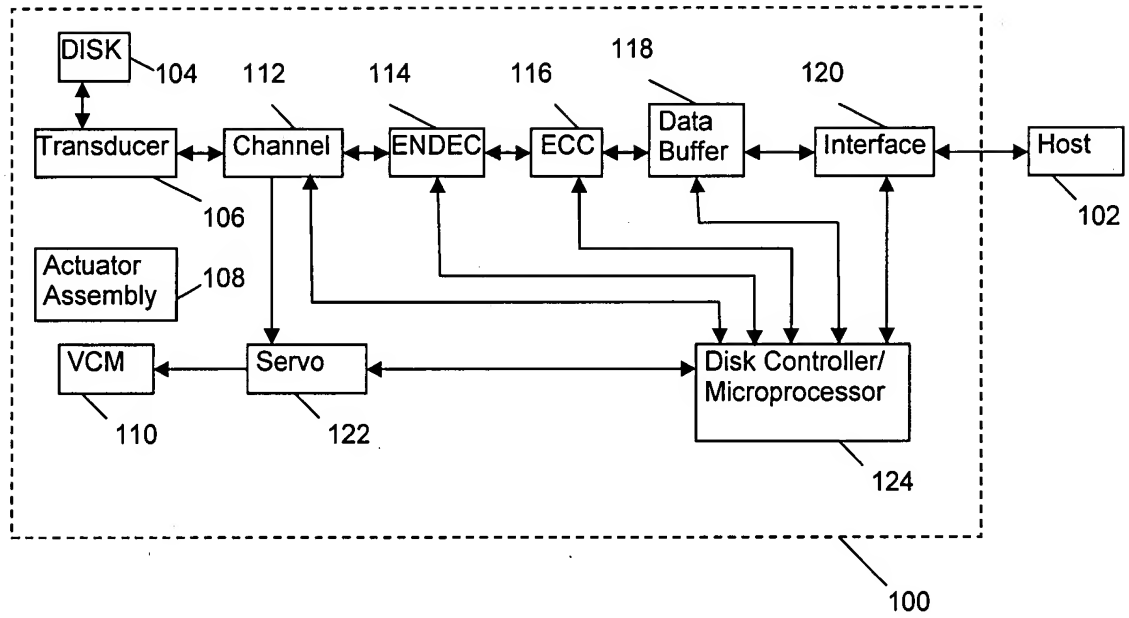 DISK
104
112
114
116
118
120
Transducer
Channel
ENDEC
ECC
Data
Buffer
Interface
Host
106
102
Actuator
Assembly
108
VCM
Servo
Disk Controller/
Microprocessor
110
122
124
100